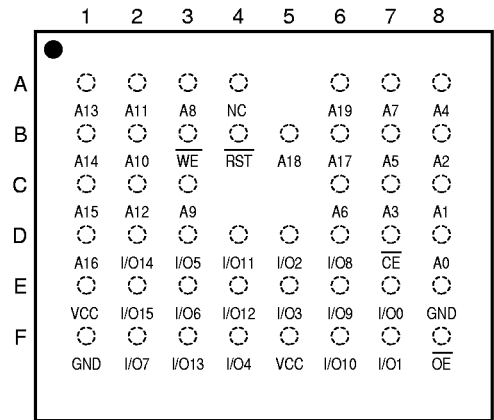 1 2 3 4 5 6 7 8
A
A13 A11 A8 NC A19 A7 A4
B
A14 A10 WE RST A18 A17 A5 A2
C
A15 A12 A9 A6 A3 A1
D
A16 I/O14 I/O5 I/O11 I/O2 I/O8 CE A0
E
VCC I/O15 I/O6 I/O12 I/O3 I/O9 I/O0 GND
F
GND I/O7 I/O13 I/O4 VCC I/O10 I/O1 OE